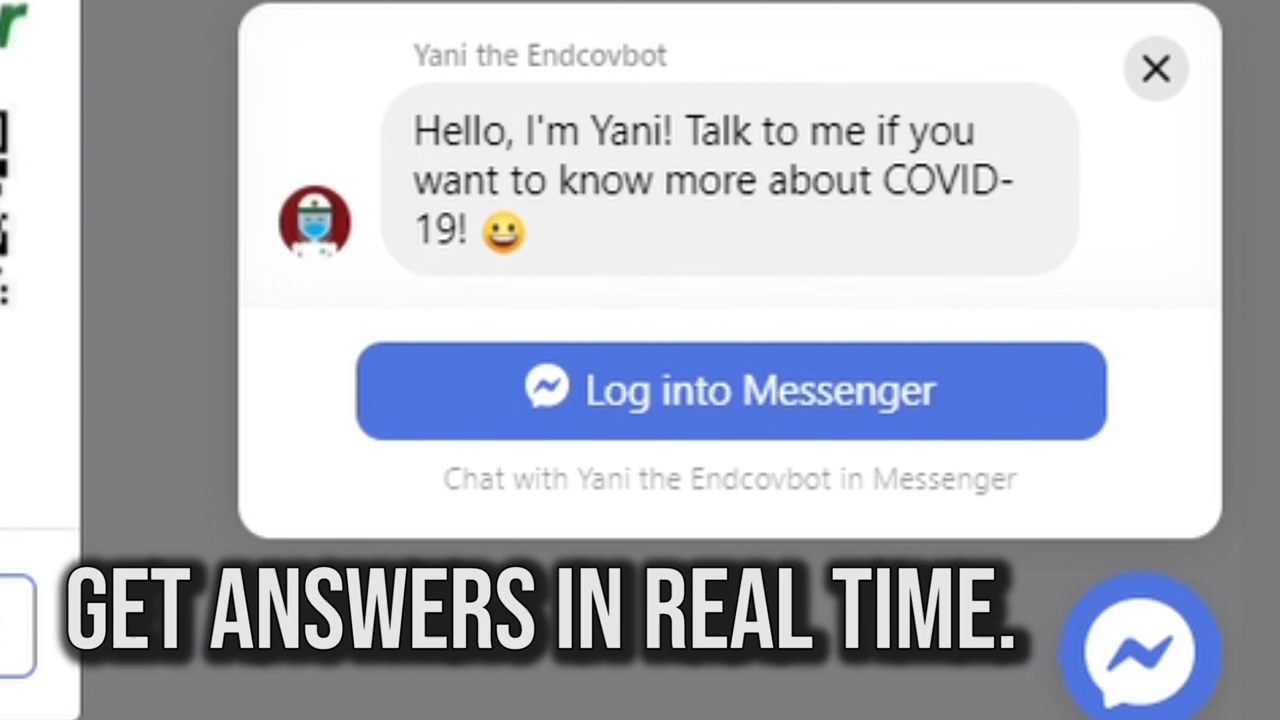 Yani the Endcovbot
Hello, I'm Yani! Talk to me if you
want to know more about COVID-
19! 😀
Log into Messenger
Chat with Yani the Endcovbot in Messenger
GET ANSWERS IN REAL TIME.